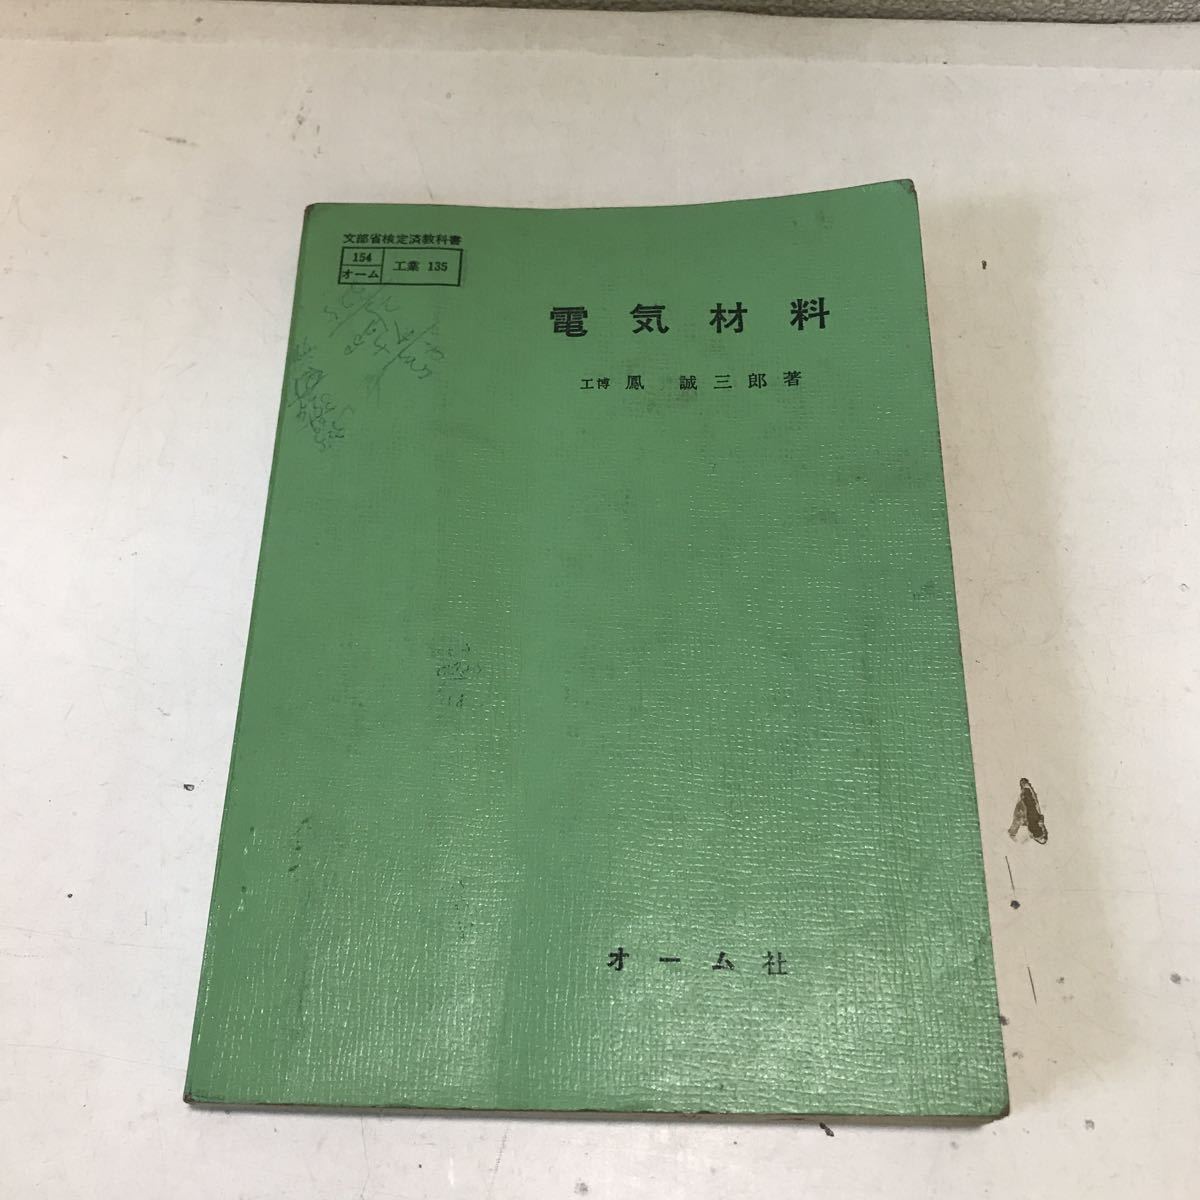 文部省検定済教科書
154 工業 135
オーム
電気材料
工博 鳳 誠三郎 著
オーム社